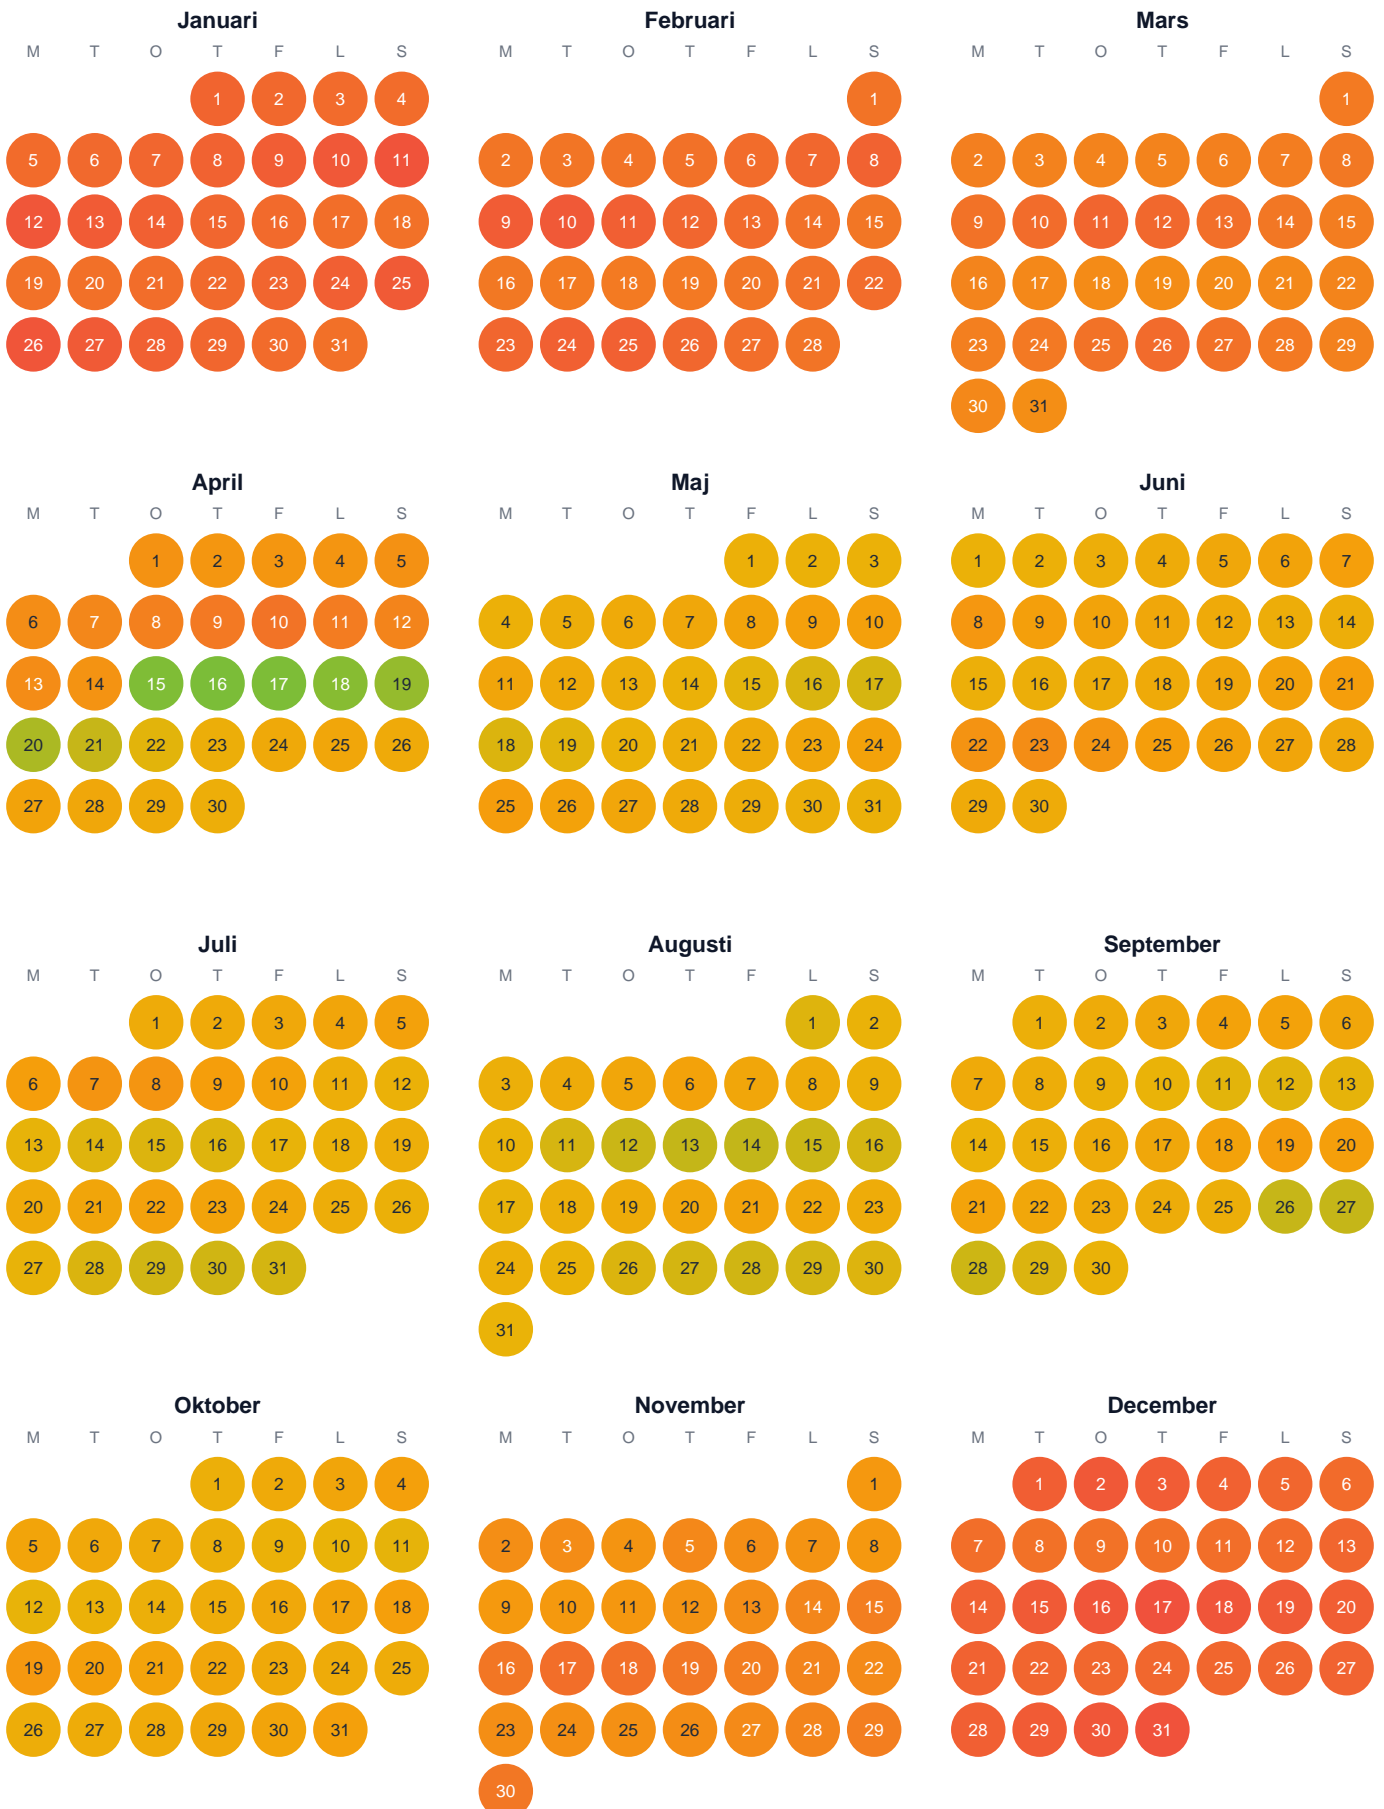 Januari Februari Mars
M T O T F L S M T O T F L S M T O T F L S
1 2 3 4 1 1
5 6 7 8 9 10 11 2 3 4 5 6 7 8 2 3 4 5 6 7 8
12 13 14 15 16 17 18 9 10 11 12 13 14 15 9 10 11 12 13 14 15
19 20 21 22 23 24 25 16 17 18 19 20 21 22 16 17 18 19 20 21 22
26 27 28 29 30 31 23 24 25 26 27 28 23 24 25 26 27 28 29
30 31
April Maj Juni
M T O T F L S M T O T F L S M T O T F L S
1 2 3 4 5 1 2 3 1 2 3 4 5 6 7
6 7 8 9 10 11 12 4 5 6 7 8 9 10 8 9 10 11 12 13 14
13 14 15 16 17 18 19 11 12 13 14 15 16 17 15 16 17 18 19 20 21
20 21 22 23 24 25 26 18 19 20 21 22 23 24 22 23 24 25 26 27 28
27 28 29 30 25 26 27 28 29 30 31 29 30
Juli Augusti September
M T O T F L S M T O T F L S M T O T F L S
1 2 3 4 5 1 2 1 2 3 4 5 6
6 7 8 9 10 11 12 3 4 5 6 7 8 9 7 8 9 10 11 12 13
13 14 15 16 17 18 19 10 11 12 13 14 15 16 14 15 16 17 18 19 20
20 21 22 23 24 25 26 17 18 19 20 21 22 23 21 22 23 24 25 26 27
27 28 29 30 31 24 25 26 27 28 29 30 28 29 30
31
Oktober November December
M T O T F L S M T O T F L S M T O T F L S
1 2 3 4 1 1 2 3 4 5 6
5 6 7 8 9 10 11 2 3 4 5 6 7 8 7 8 9 10 11 12 13
12 13 14 15 16 17 18 9 10 11 12 13 14 15 14 15 16 17 18 19 20
19 20 21 22 23 24 25 16 17 18 19 20 21 22 21 22 23 24 25 26 27
26 27 28 29 30 31 23 24 25 26 27 28 29 28 29 30 31
30